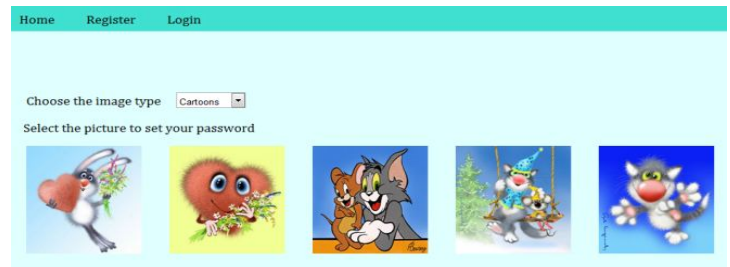 Home Register Login
Choose the image type Cartoons
Select the picture to set your password